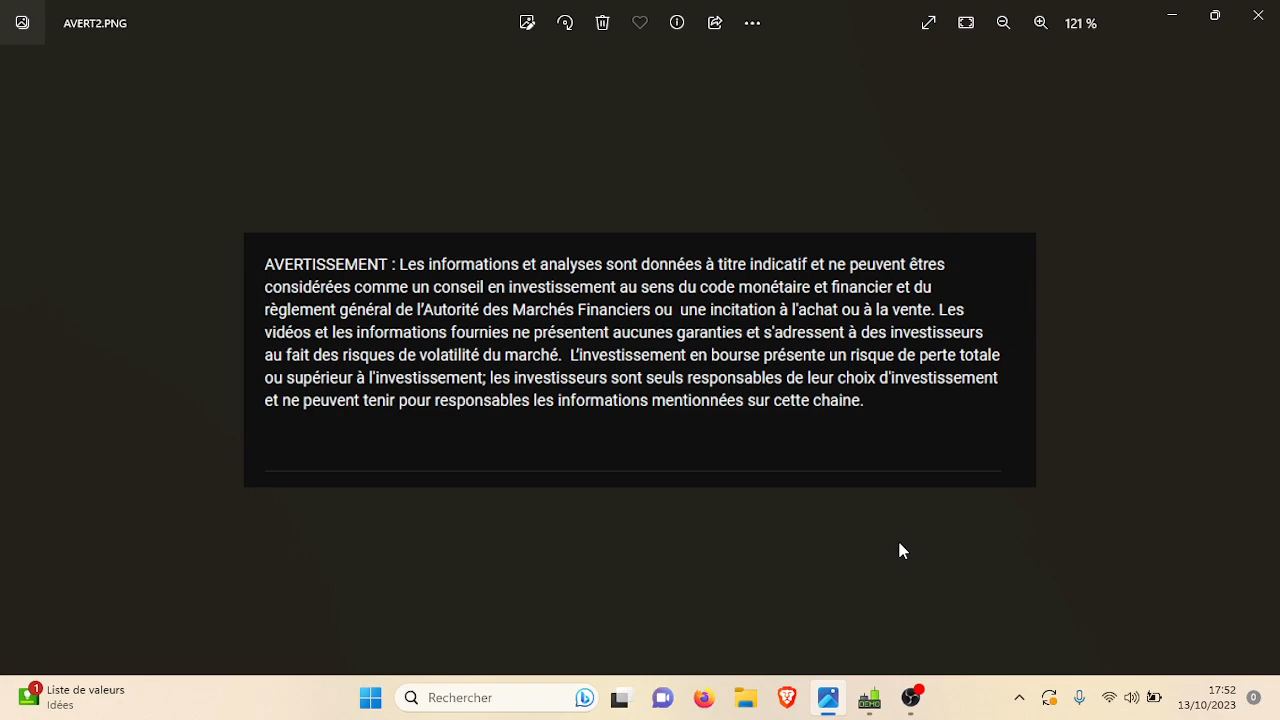 AVERT2.PNG
121 %
AVERTISSEMENT : Les informations et analyses sont données à titre indicatif et ne peuvent êtres
considérées comme un conseil en investissement au sens du code monétaire et financier et du
règlement général de l’Autorité des Marchés Financiers ou  une incitation à l'achat ou à la vente. Les
vidéos et les informations fournies ne présentent aucunes garanties et s'adressent à des investisseurs
au fait des risques de volatilité du marché.  L’investissement en bourse présente un risque de perte totale
ou supérieur à l'investissement; les investisseurs sont seuls responsables de leur choix d'investissement
et ne peuvent tenir pour responsables les informations mentionnées sur cette chaine.
1
Liste de valeurs
Idées
Rechercher
DEMO
17:52
13/10/2023
0